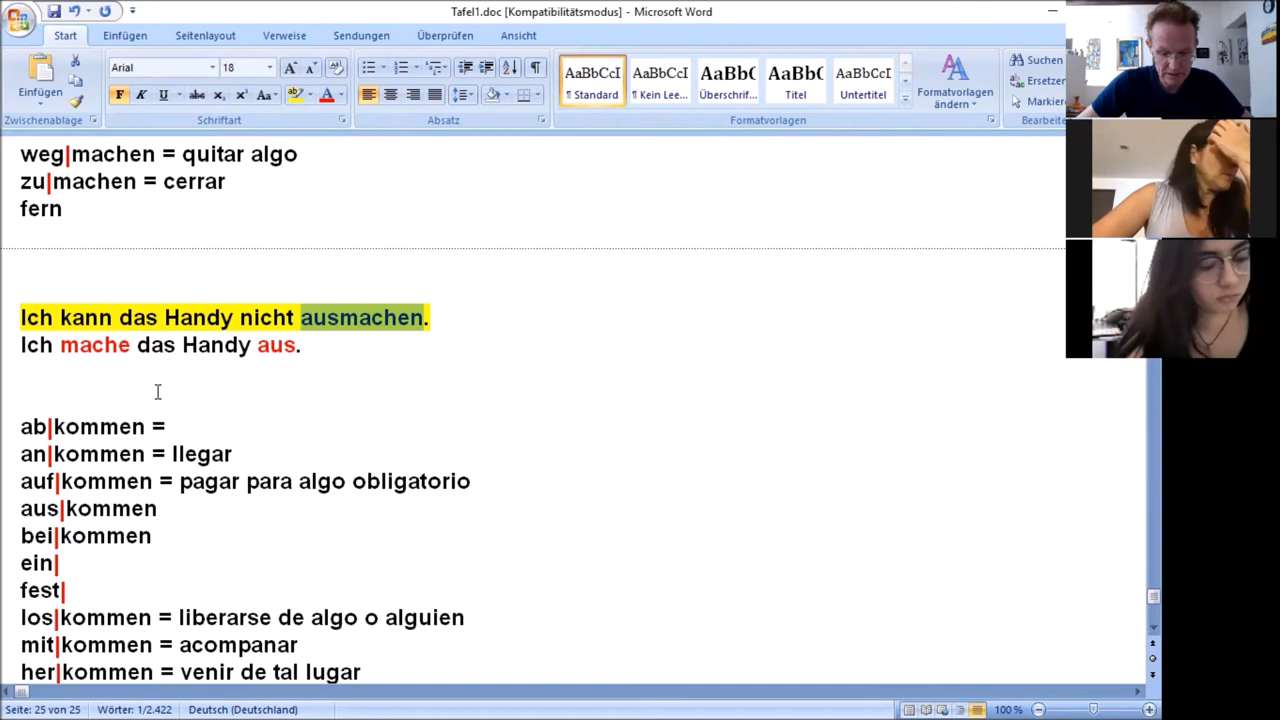 Tafel1.doc [Kompatibilitätsmodus] - Microsoft Word
Start Einfügen Seitenlayout Verweise Sendungen Überprüfen Ansicht
Einfügen
Arial 18
F K U abc x₂ x² Aa
AaBbCcI AaBbCcI AaBbC AaBbC AaBbCcI
¶ Standard ¶ Kein Lee... Überschrif... Titel Untertitel
Formatvorlagen ändern
Suchen
Ersetzen
Markieren
Zwischenablage Schriftart Absatz Formatvorlagen Bearbeite
weg|machen = quitar algo
zu|machen = cerrar
fern
Ich kann das Handy nicht ausmachen.
Ich mache das Handy aus.
ab|kommen =
an|kommen = llegar
auf|kommen = pagar para algo obligatorio
aus|kommen
bei|kommen
ein|
fest|
los|kommen = liberarse de algo o alguien
mit|kommen = acompanar
her|kommen = venir de tal lugar
Seite: 25 von 25 Wörter: 1/2.422 Deutsch (Deutschland) 100 %